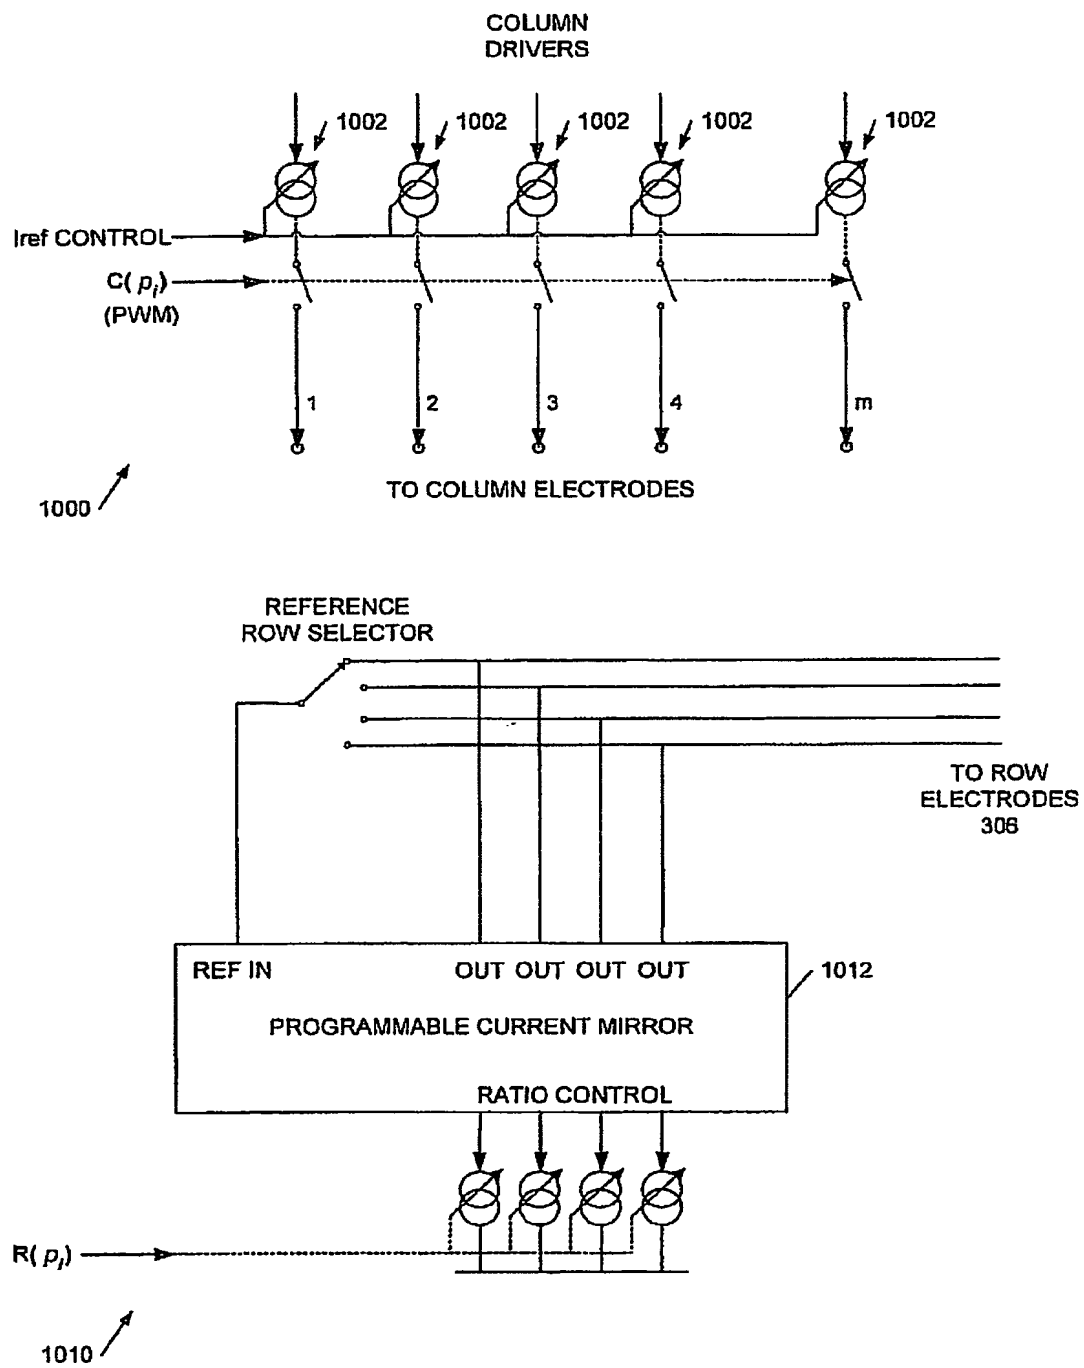 COLUMN
DRIVERS
1002 1002 1002 1002 1002
Iref CONTROL
C( pi )
(PWM)
1 2 3 4 m
1000
TO COLUMN ELECTRODES
REFERENCE
ROW SELECTOR
TO ROW
ELECTRODES
306
REF IN OUT OUT OUT OUT
1012
PROGRAMMABLE CURRENT MIRROR
RATIO CONTROL
R( pi)
1010